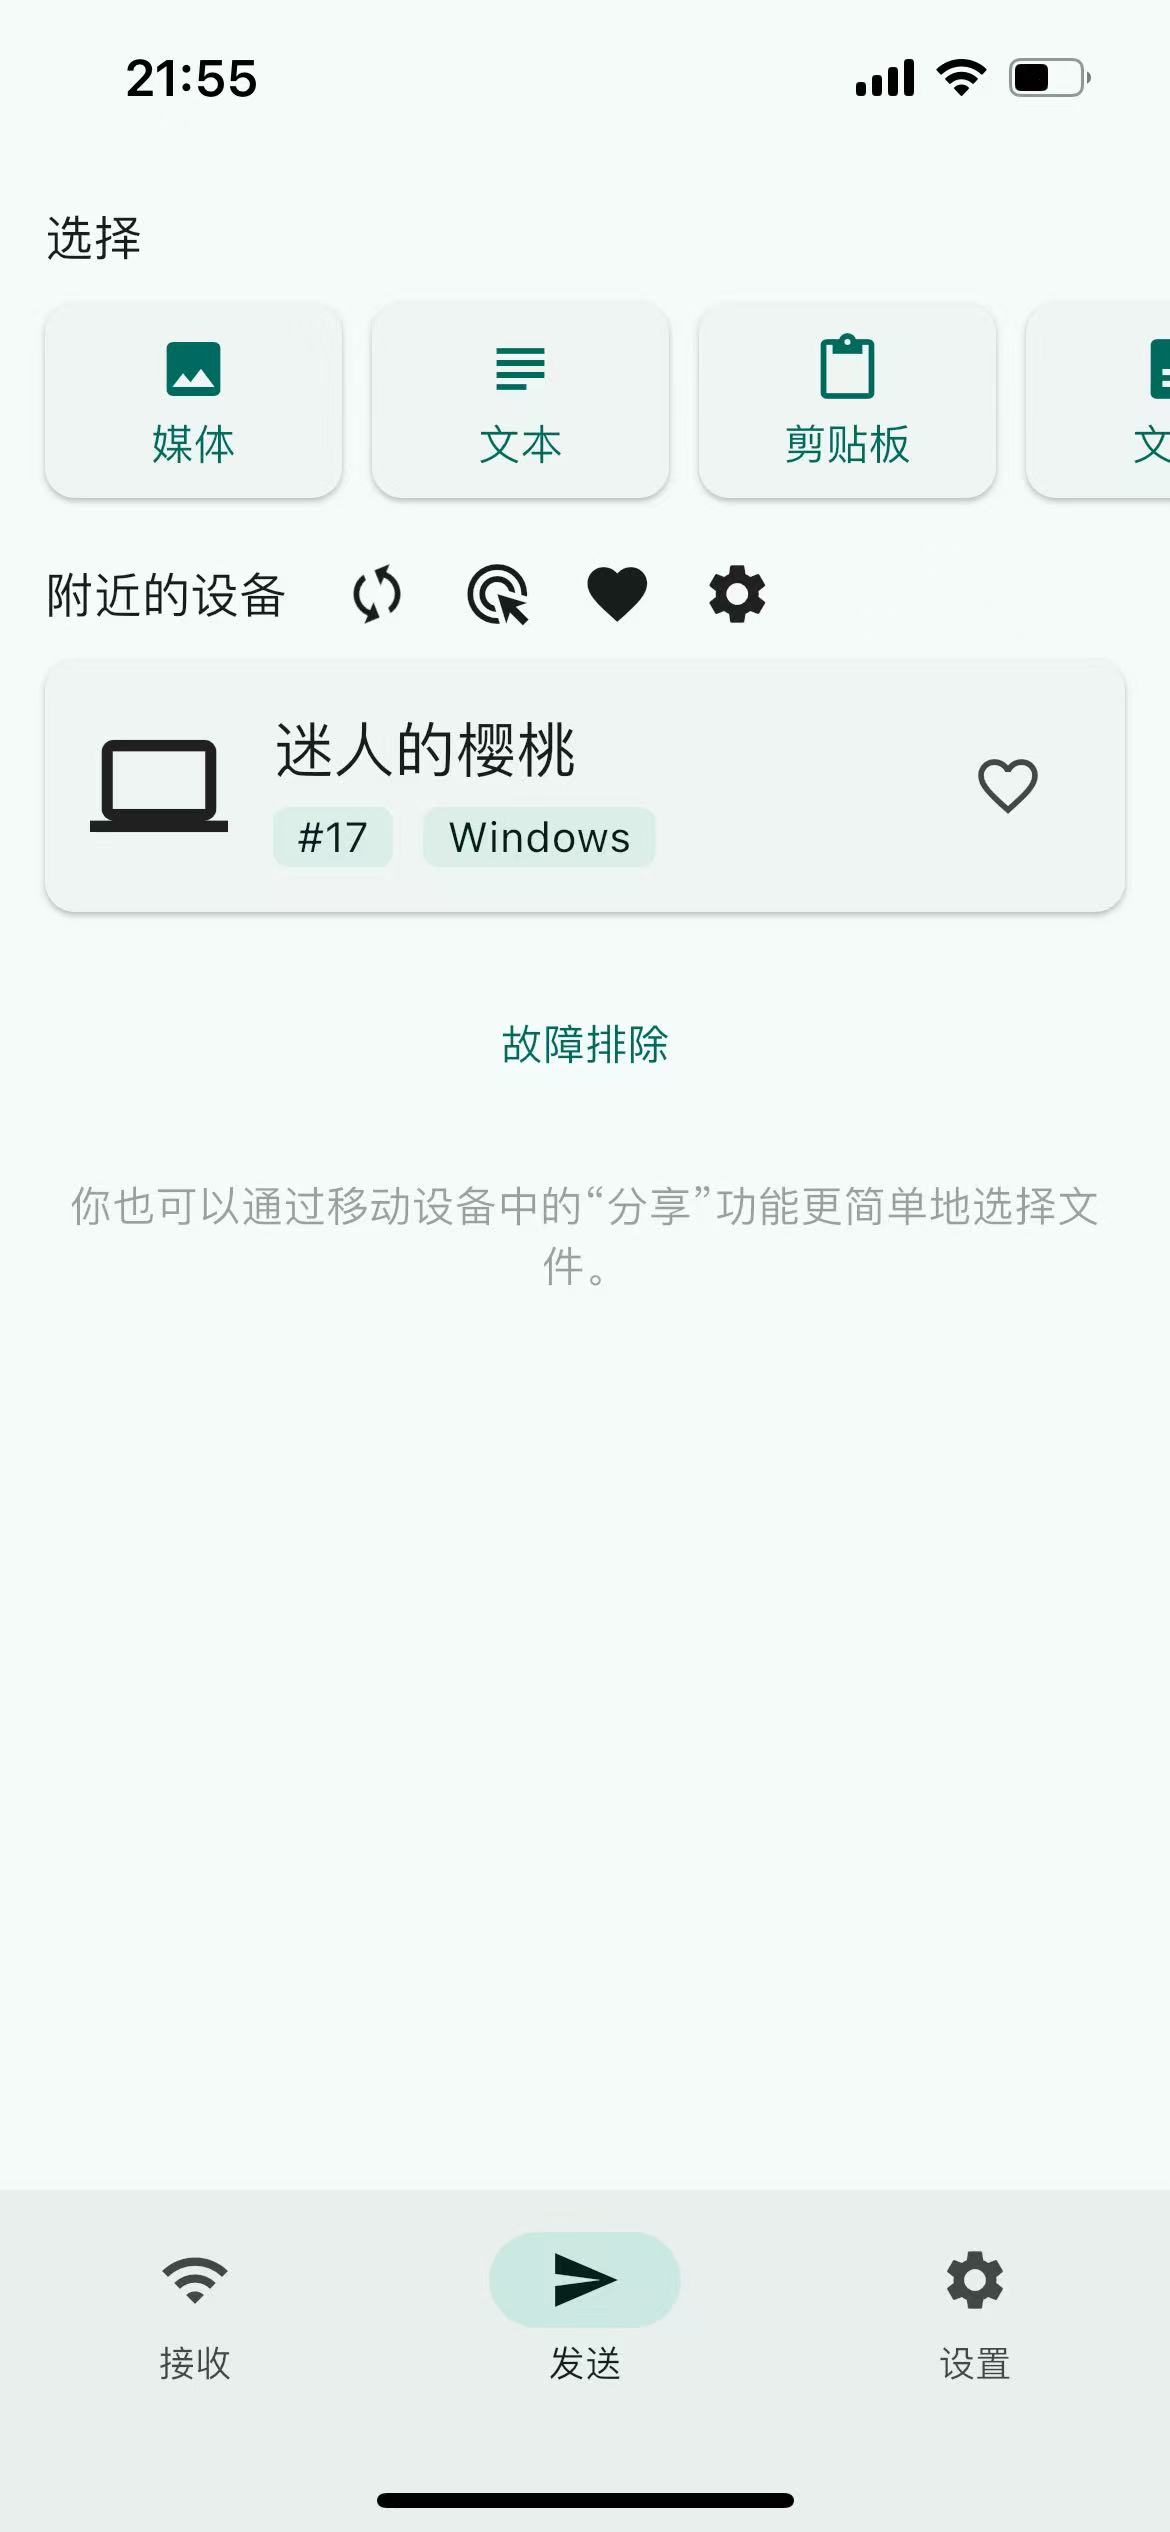 21:55
选择
媒体
文本
剪贴板
文
附近的设备
迷人的樱桃
#17
Windows
故障排除
你也可以通过移动设备中的“分享”功能更简单地选择文
件。
接收
发送
设置